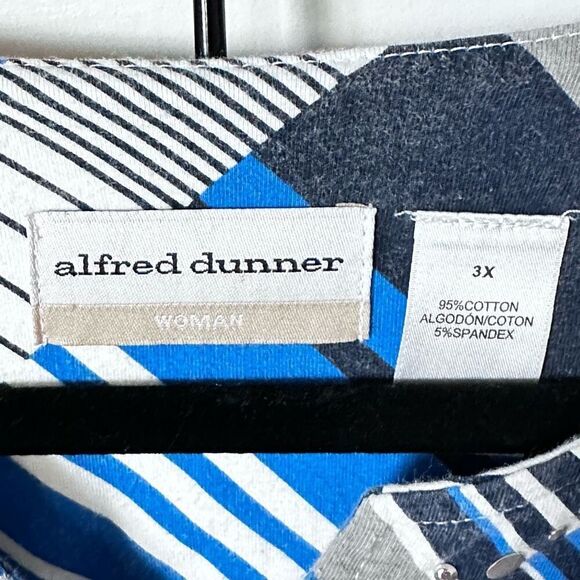 alfred dunner
WOMAN
3X
95%COTTON
ALGODÓN/COTON
5%SPANDEX